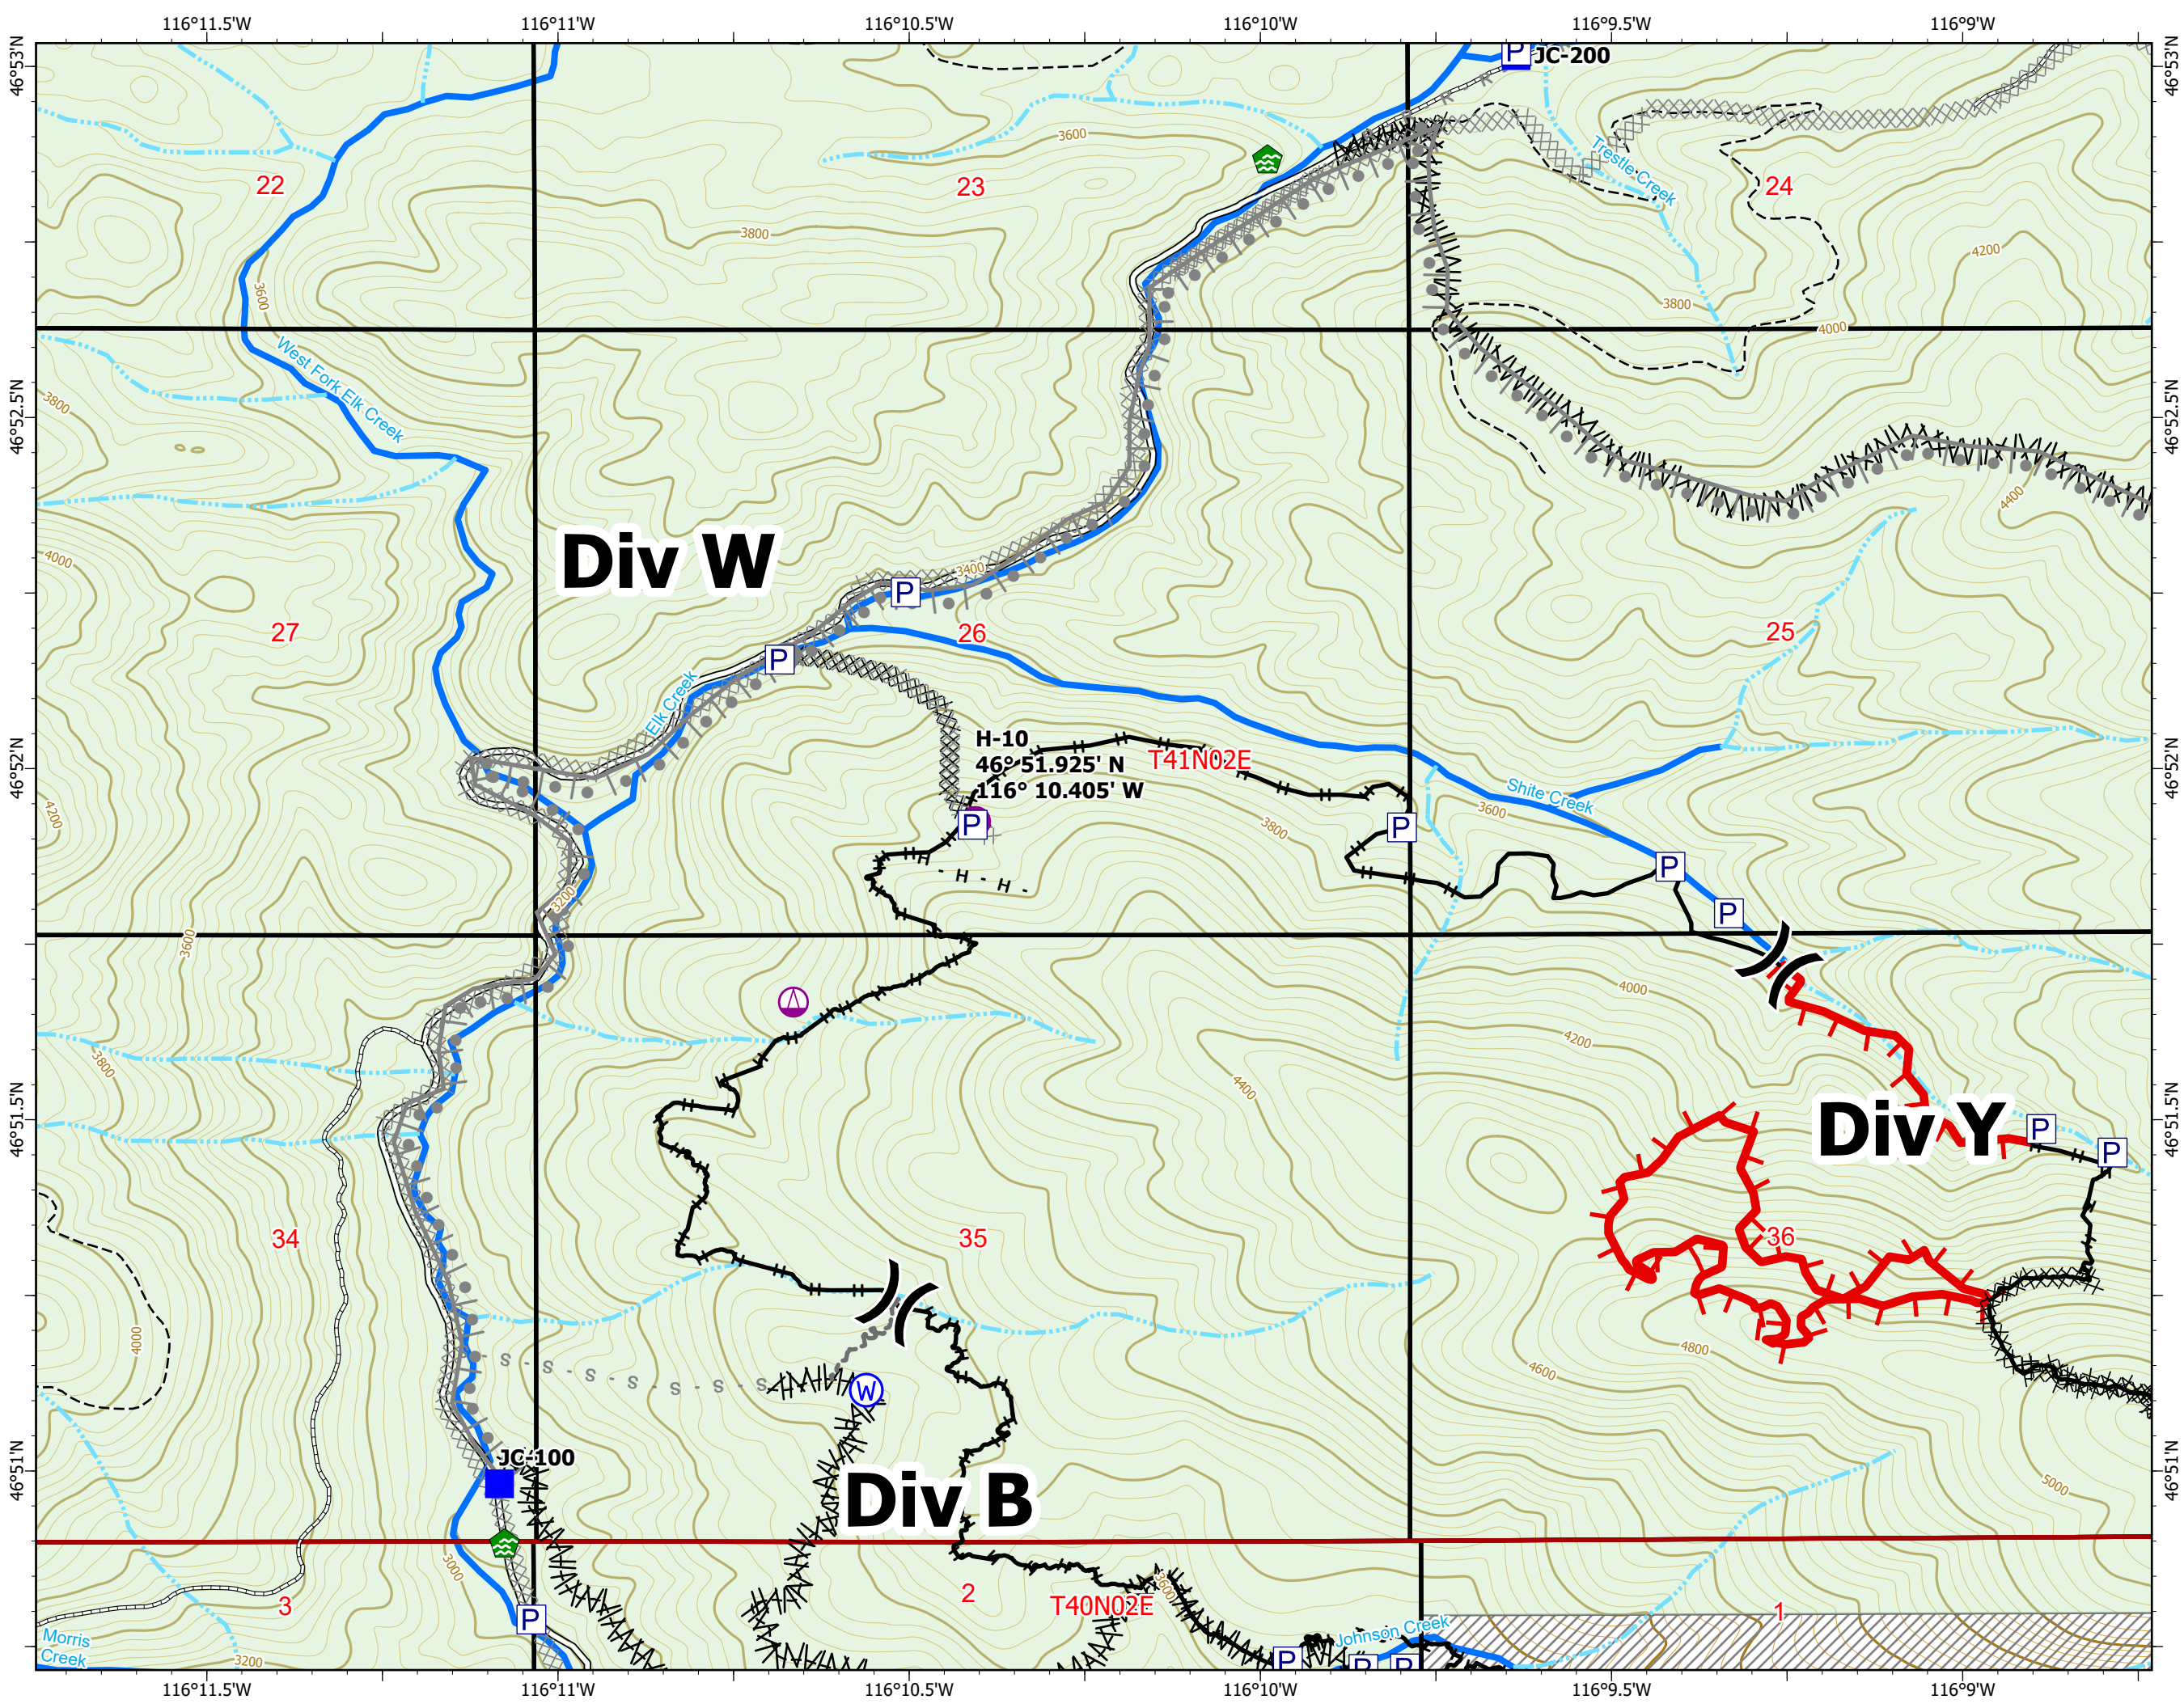 116°11.5'W
116°11'W
116°10.5'W
116°10'W
116°9.5'W
116°9'W
46°53'N
46°53'N
P
JC-200
3600
Trestle Creek
22
23
24
3800
4200
3600
3800
4000
West Fork Elk Creek
46°52.5'N
46°52.5'N
3800
4400
Div W
4000
3400
P
27
26
25
P
Elk Creek
H-10
46° 51.925' N
116° 10.405' W
T41N02E
46°52'N
46°52'N
Shite Creek
4200
3600
3800
P
P
P
H
H - H
3200
P
3600
4000
4200
3800
4400
46°51.5'N
46°51.5'N
Div Y
P
P
34
35
36
4000
4800
4600
S - S - S - S - S - S - S
W
JC-100
46°51'N
46°51'N
5000
Div B
3000
3600
3
2
T40N02E
1
P
Johnson Creek
Morris
Creek
3200
P
P
P
116°11.5'W
116°11'W
116°10.5'W
116°10'W
116°9.5'W
116°9'W